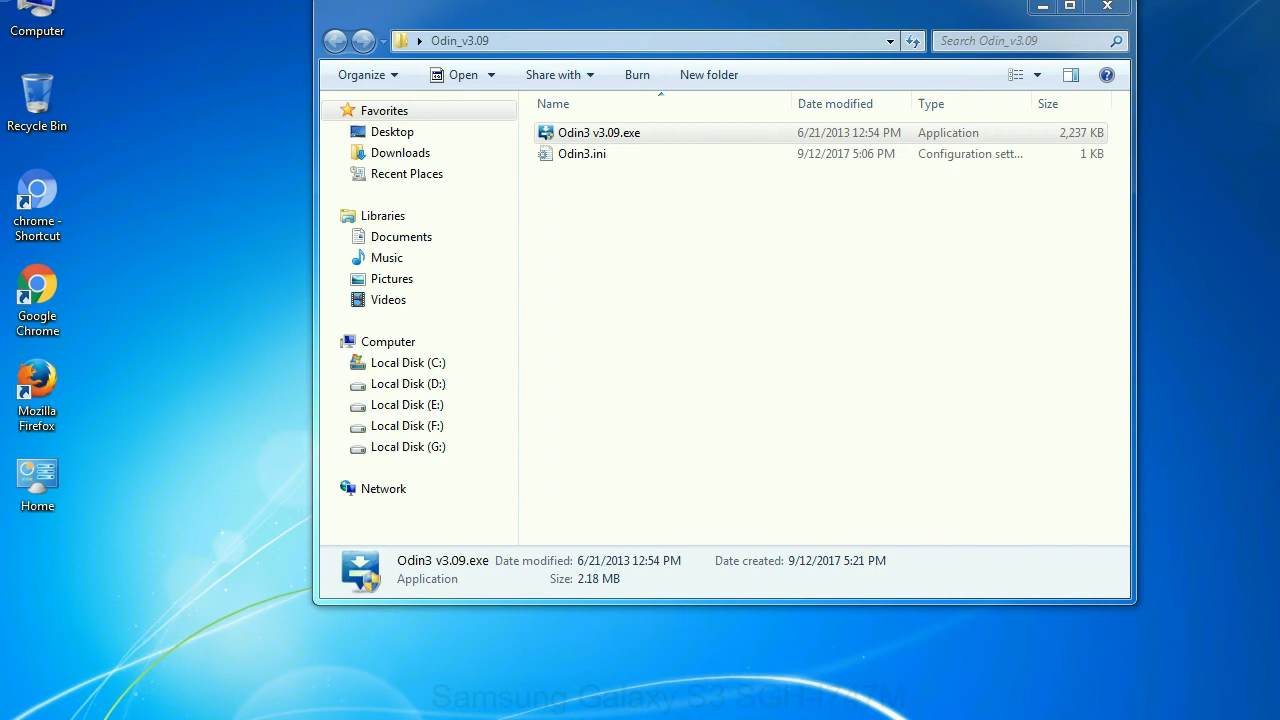 Computer
Recycle Bin
chrome -
Shortcut
Google
Chrome
Mozilla
Firefox
Home
Odin_v3.09
Search Odin_v3.09
Organize
Open
Share with
Burn
New folder
Name
Date modified
Type
Size
Odin3 v3.09.exe
6/21/2013 12:54 PM
Application
2,237 KB
Odin3.ini
9/12/2017 5:06 PM
Configuration sett...
1 KB
Favorites
Desktop
Downloads
Recent Places
Libraries
Documents
Music
Pictures
Videos
Computer
Local Disk (C:)
Local Disk (D:)
Local Disk (E:)
Local Disk (F:)
Local Disk (G:)
Network
Odin3 v3.09.exe
Date modified: 6/21/2013 12:54 PM
Date created: 9/12/2017 5:21 PM
Application
Size: 2.18 MB
Samsung Galaxy S3 SGH-I747M